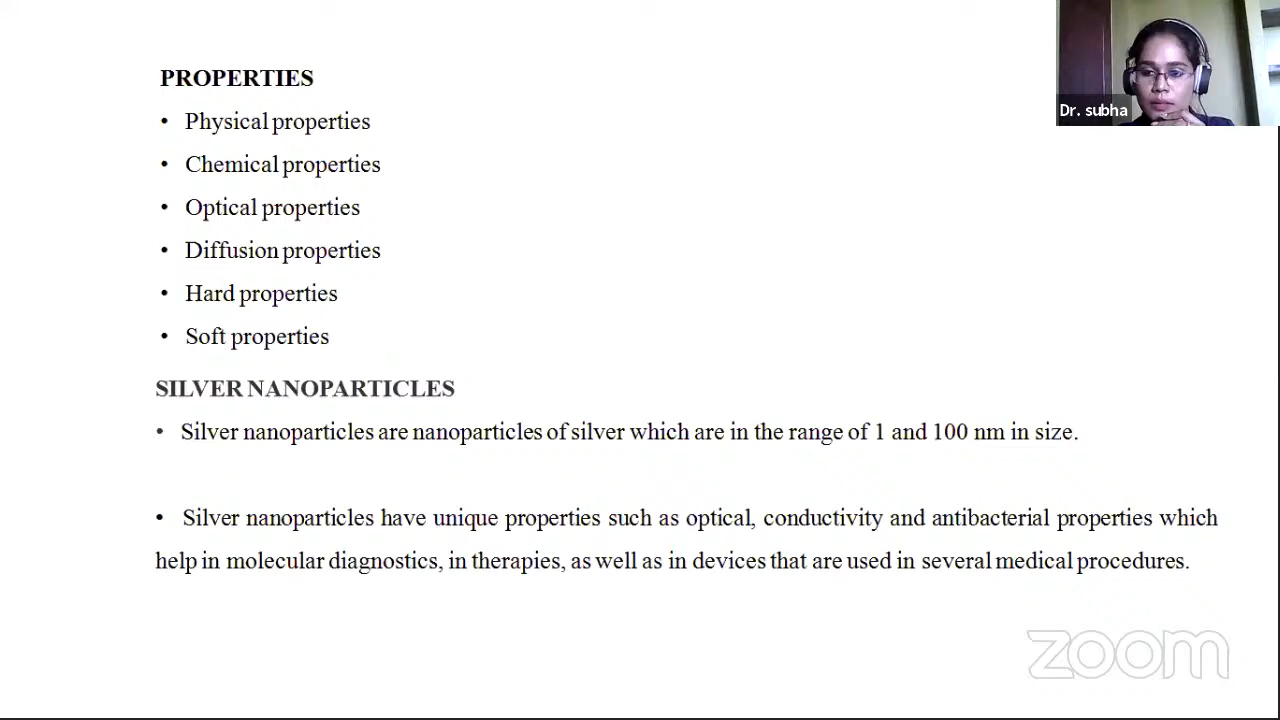 PROPERTIES
• Physical properties
• Chemical properties
• Optical properties
• Diffusion properties
• Hard properties
• Soft properties
SILVER NANOPARTICLES
• Silver nanoparticles are nanoparticles of silver which are in the range of 1 and 100 nm in size.
• Silver nanoparticles have unique properties such as optical, conductivity and antibacterial properties which
help in molecular diagnostics, in therapies, as well as in devices that are used in several medical procedures.
Dr. subha
zoom